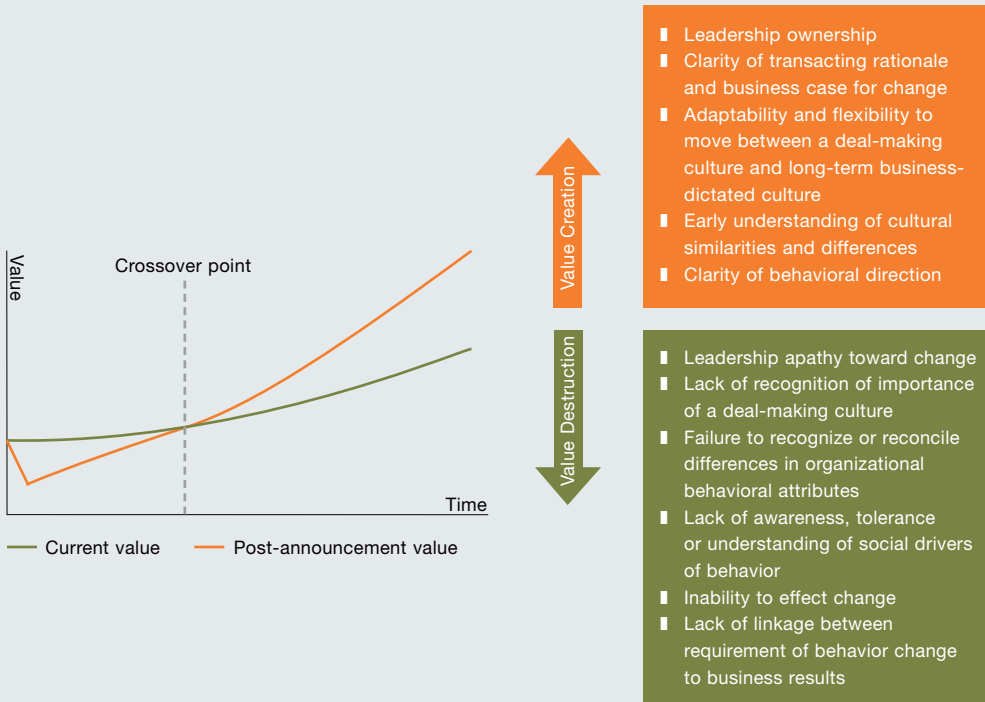 Value
Crossover point
Time
Current value
Post-announcement value
Value Creation
Value Destruction
Leadership ownership
Clarity of transacting rationale
and business case for change
Adaptability and flexibility to
move between a deal-making
culture and long-term business-
dictated culture
Early understanding of cultural
similarities and differences
Clarity of behavioral direction
Leadership apathy toward change
Lack of recognition of importance
of a deal-making culture
Failure to recognize or reconcile
differences in organizational
behavioral attributes
Lack of awareness, tolerance
or understanding of social drivers
of behavior
Inability to effect change
Lack of linkage between
requirement of behavior change
to business results